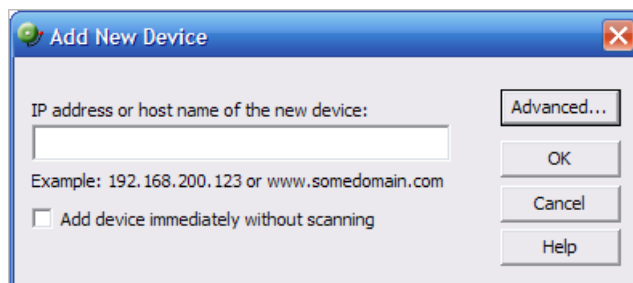 Add New Device
IP address or host name of the new device:
Advanced...
OK
Example: 192.168.200.123 or www.somedomain.com
Cancel
Add device immediately without scanning
Help